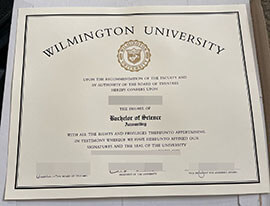 WILMINGTON UNIVERSITY
UPON THE RECOMMENDATION OF THE FACULTY AND
BY AUTHORITY OF THE BOARD OF TRUSTEES
HEREBY CONFERS UPON
THE DEGREE OF
Bachelor of Science
Accounting
WITH ALL THE RIGHTS AND PRIVILEGES THEREUNTO APPERTAINING
IN TESTIMONY WHEREOF WE HAVE HEREUNTO AFFIXED OUR
SIGNATURES AND THE SEAL OF THE UNIVERSITY